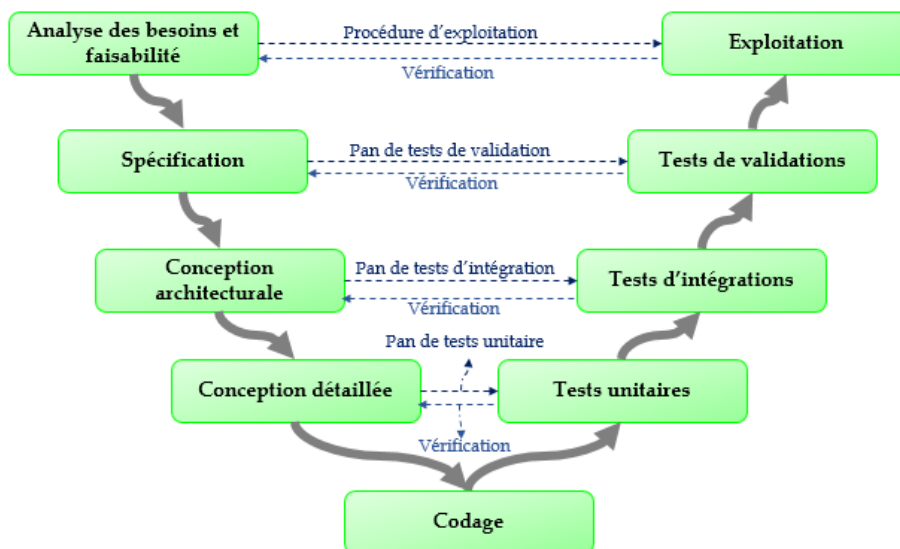 Analyse des besoins et
faisabilité
Procédure d'exploitation
Vérification
Exploitation
Spécification
Pan de tests de validation
Vérification
Tests de validations
Conception
architecturale
Pan de tests d'intégration
Vérification
Tests d'intégrations
Pan de tests unitaire
Conception détaillée
Tests unitaires
Vérification
Codage